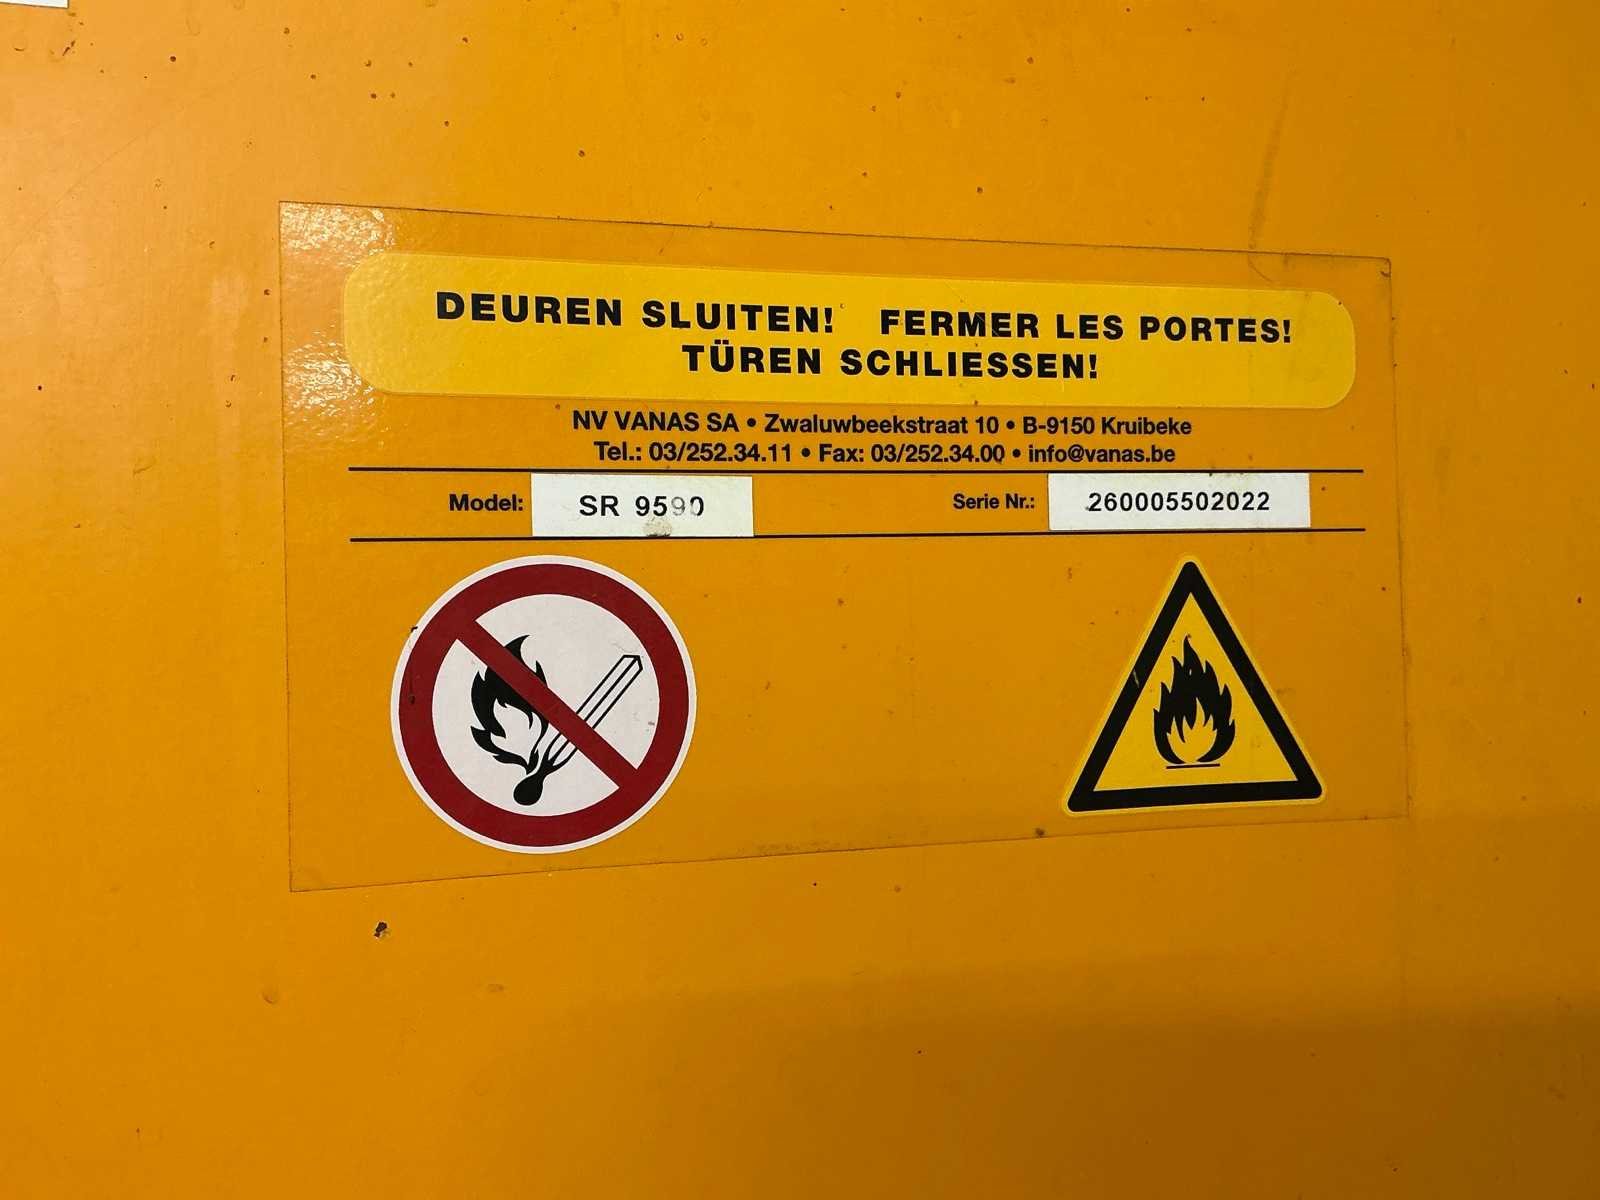 DEUREN SLUITEN! FERMER LES PORTES!
TÜREN SCHLIESSEN!
NV VANAS SA • Zwaluwbeekstraat 10 • B-9150 Kruibeke
Tel.: 03/252.34.11 • Fax: 03/252.34.00 • info@vanas.be
Model: SR 9590 Serie Nr.: 260005502022